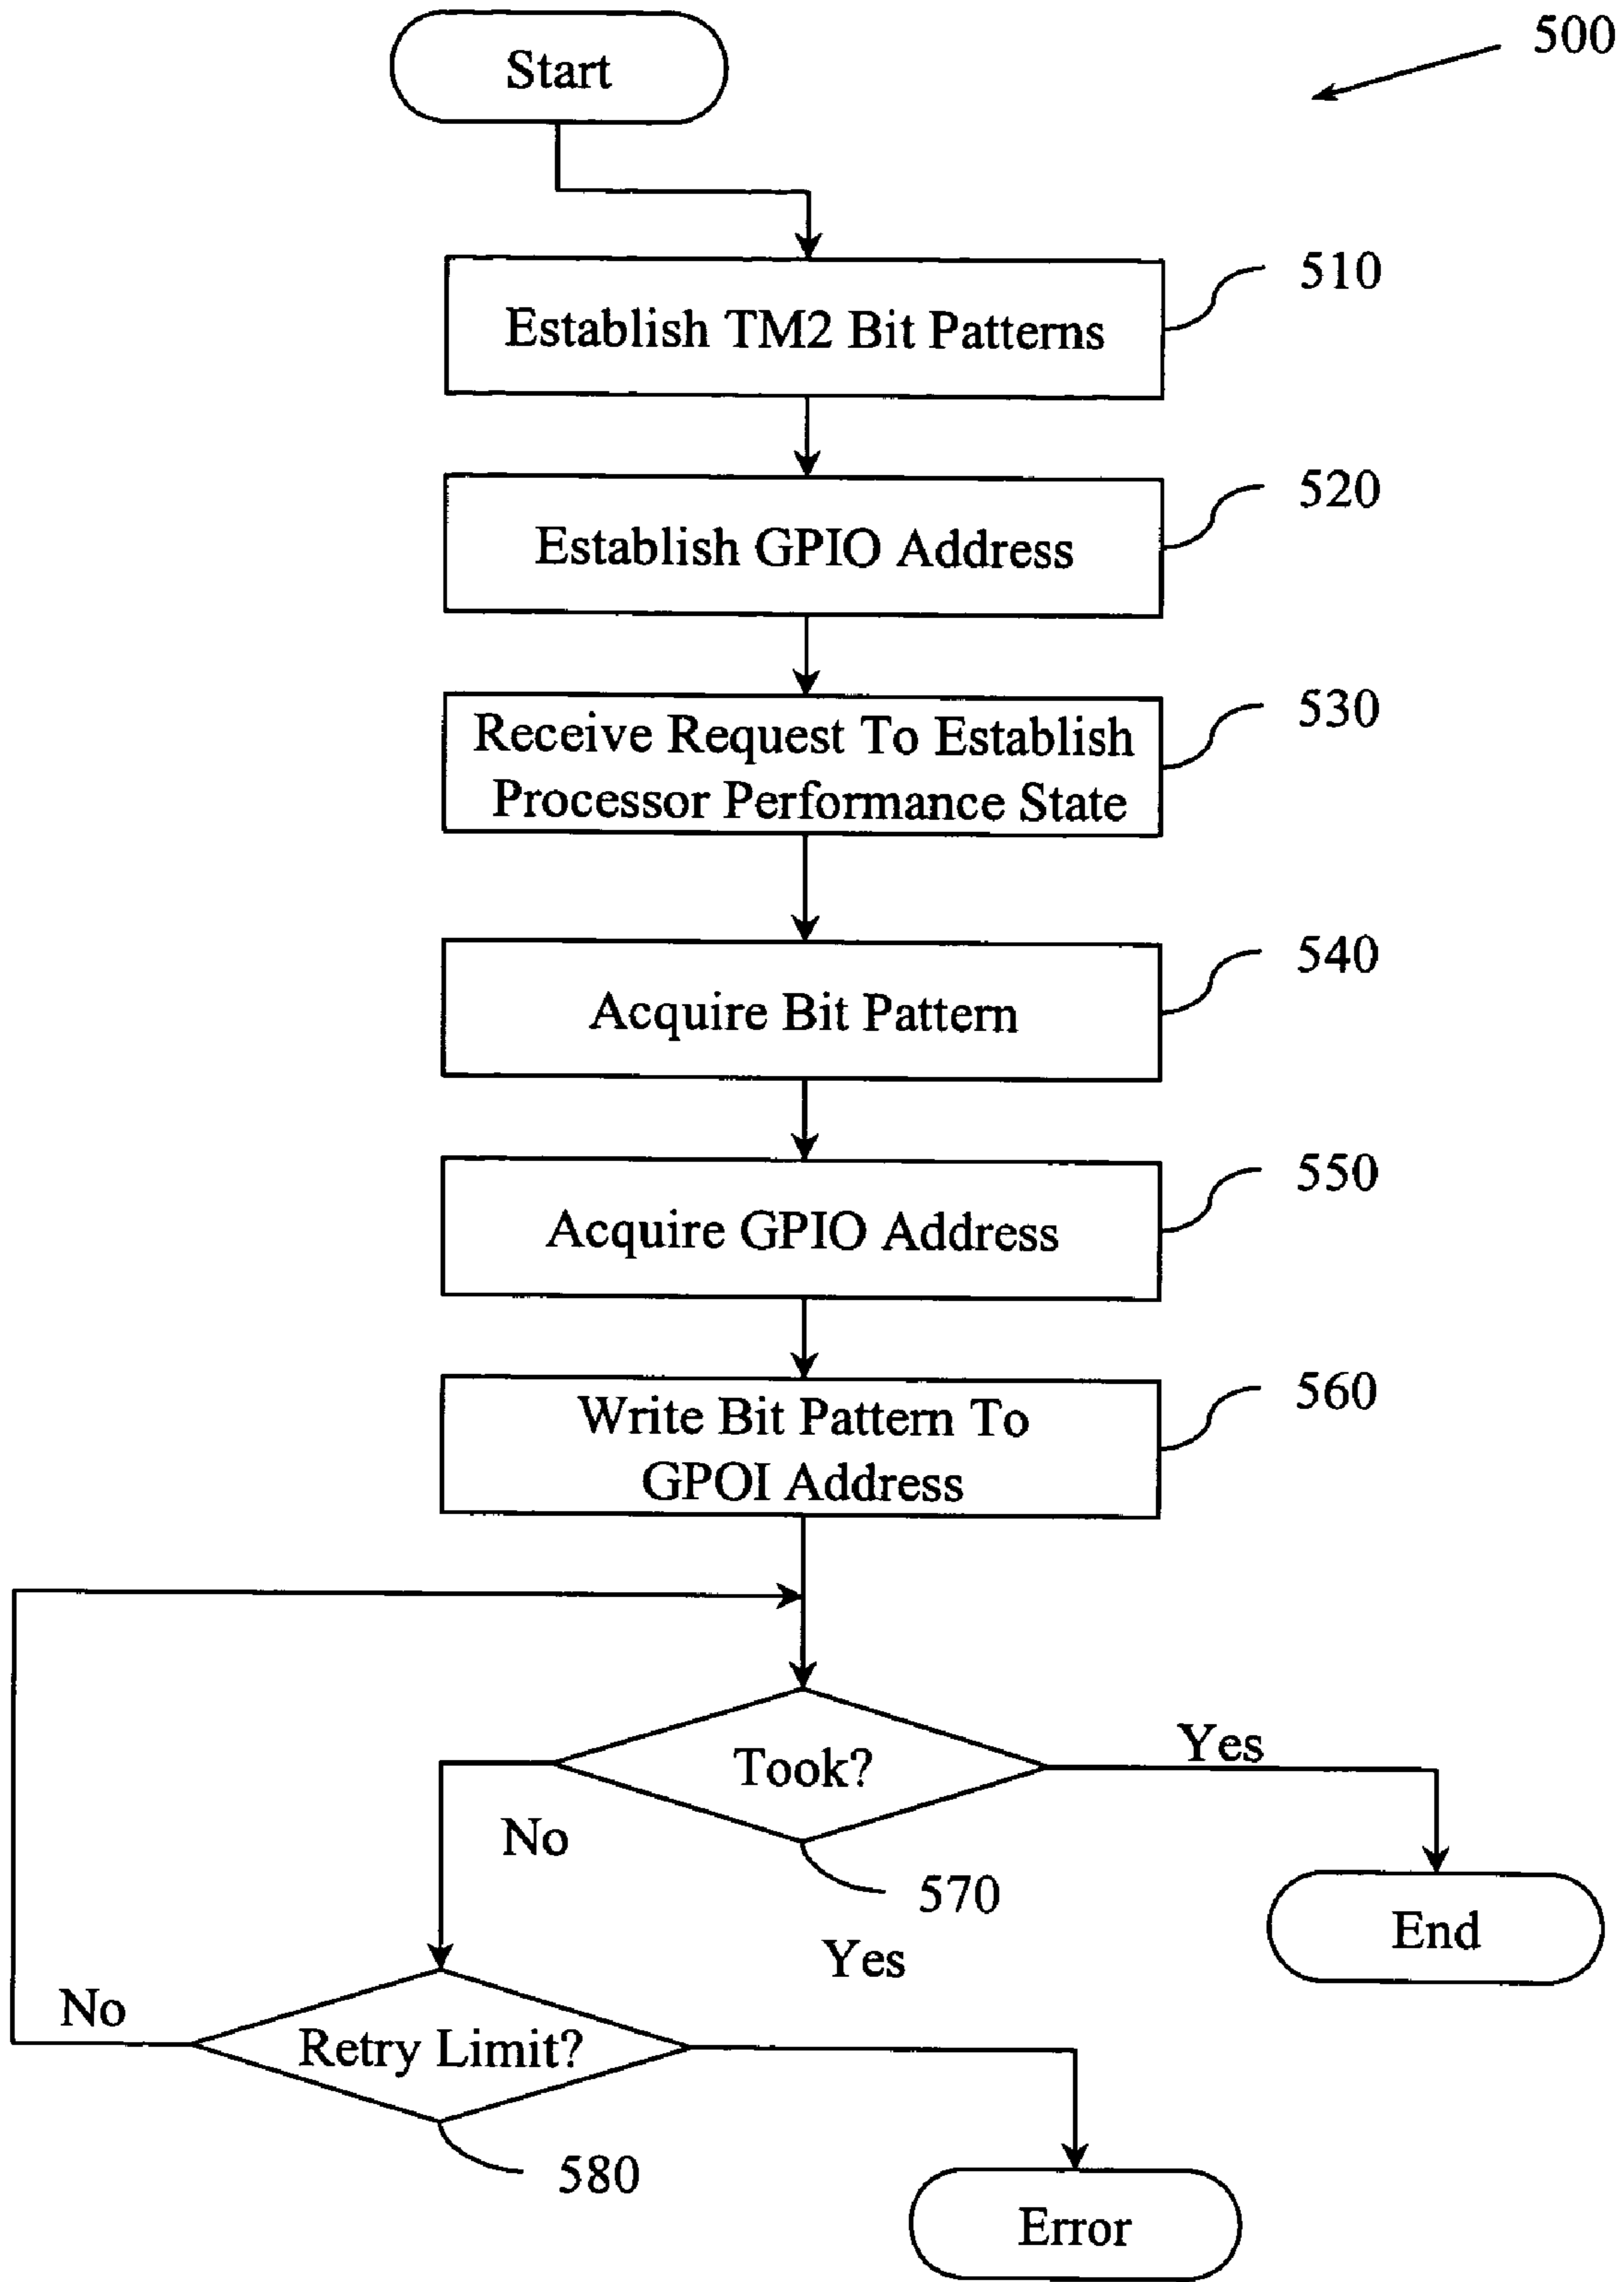 500
Start
510
Establish TM2 Bit Patterns
520
Establish GPIO Address
530
Receive Request To Establish
Processor Performance State
540
Acquire Bit Pattern
550
Acquire GPIO Address
560
Write Bit Pattern To
GPOI Address
Took?
Yes
No
570
End
Yes
No
Retry Limit?
580
Error